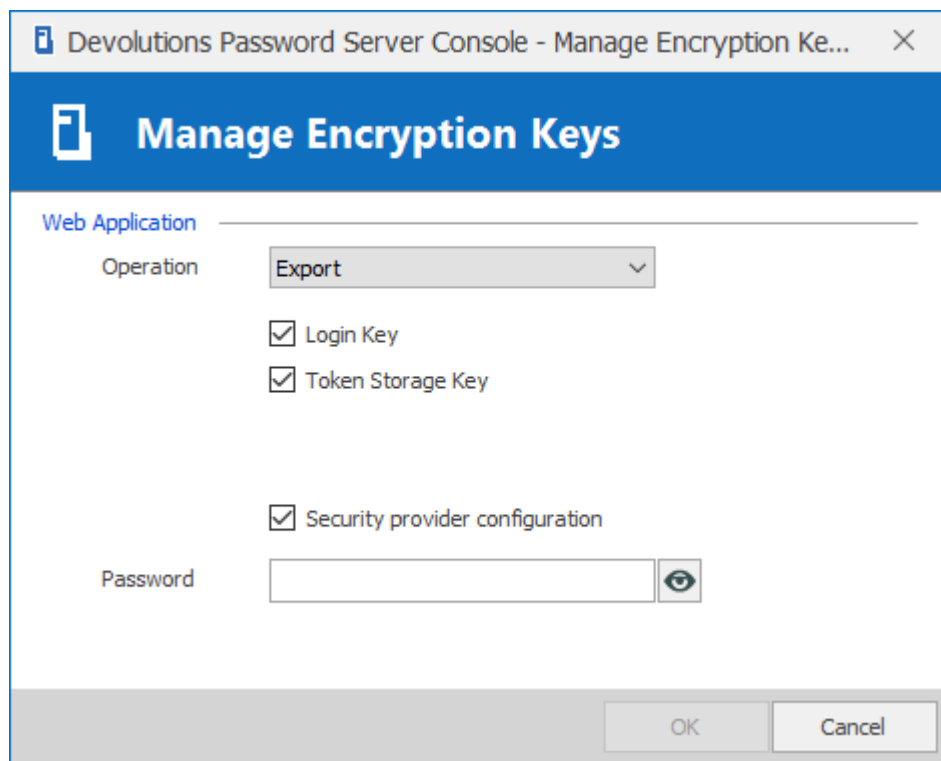 Devolutions Password Server Console - Manage Encryption Ke...
Manage Encryption Keys
Web Application
Operation
Export
Login Key
Token Storage Key
Security provider configuration
Password
OK
Cancel